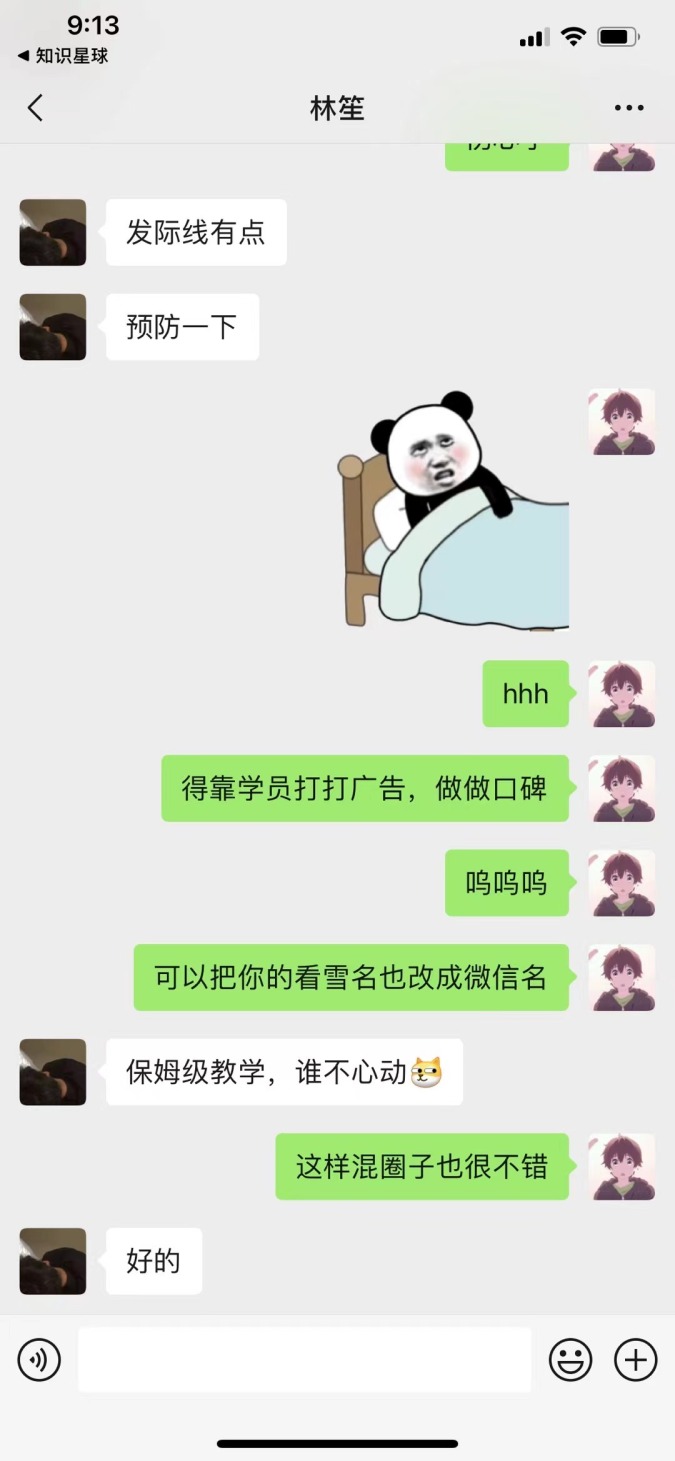 9:13
知识星球
林笙
发际线有点
预防一下
hhh
得靠学员打打广告，做做口碑
呜呜呜
可以把你的看雪名也改成微信名
保姆级教学，谁不心动
这样混圈子也很不错
好的